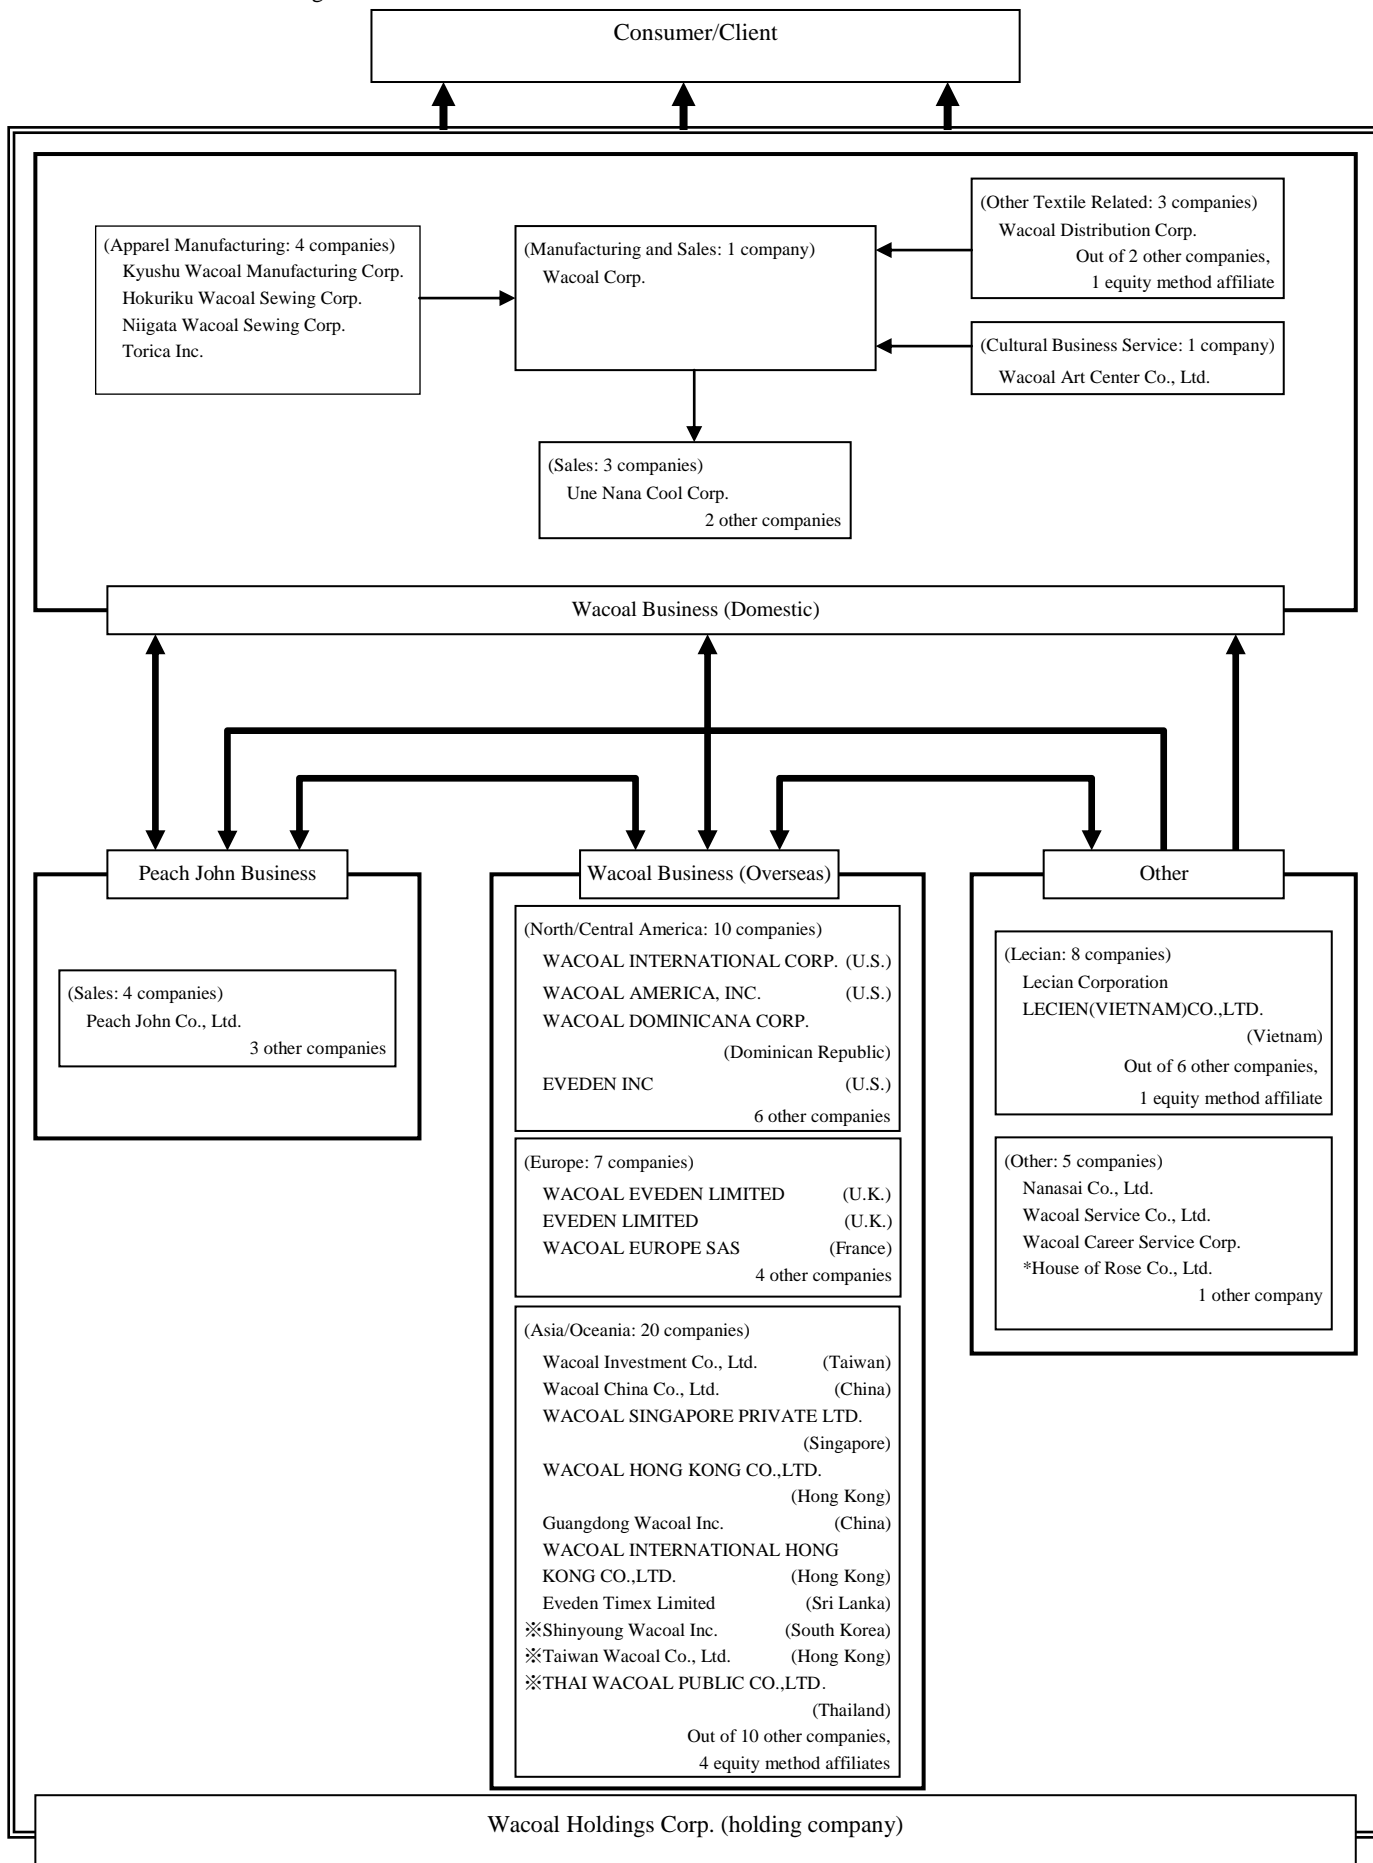 Consumer/Client
(Apparel Manufacturing: 4 companies)
Kyushu Wacoal Manufacturing Corp.
Hokuriku Wacoal Sewing Corp.
Niigata Wacoal Sewing Corp.
Torica Inc.
(Manufacturing and Sales: 1 company)
Wacoal Corp.
(Other Textile Related: 3 companies)
Wacoal Distribution Corp.
Out of 2 other companies,
1 equity method affiliate
(Cultural Business Service: 1 company)
Wacoal Art Center Co., Ltd.
(Sales: 3 companies)
Une Nana Cool Corp.
2 other companies
Wacoal Business (Domestic)
Peach John Business
(Sales: 4 companies)
Peach John Co., Ltd.
3 other companies
Wacoal Business (Overseas)
(North/Central America: 10 companies)
WACOAL INTERNATIONAL CORP. (U.S.)
WACOAL AMERICA, INC. (U.S.)
WACOAL DOMINICANA CORP.
(Dominican Republic)
EVEDEN INC (U.S.)
6 other companies
(Europe: 7 companies)
WACOAL EVEDEN LIMITED (U.K.)
EVEDEN LIMITED (U.K.)
WACOAL EUROPE SAS (France)
4 other companies
(Asia/Oceania: 20 companies)
Wacoal Investment Co., Ltd. (Taiwan)
Wacoal China Co., Ltd. (China)
WACOAL SINGAPORE PRIVATE LTD.
(Singapore)
WACOAL HONG KONG CO.,LTD.
(Hong Kong)
Guangdong Wacoal Inc. (China)
WACOAL INTERNATIONAL HONG
KONG CO.,LTD. (Hong Kong)
Eveden Timex Limited (Sri Lanka)
※Shinyoung Wacoal Inc. (South Korea)
※Taiwan Wacoal Co., Ltd. (Hong Kong)
※THAI WACOAL PUBLIC CO.,LTD.
(Thailand)
Out of 10 other companies,
4 equity method affiliates
Other
(Lecian: 8 companies)
Lecian Corporation
LECIEN(VIETNAM)CO.,LTD.
(Vietnam)
Out of 6 other companies,
1 equity method affiliate
(Other: 5 companies)
Nanasai Co., Ltd.
Wacoal Service Co., Ltd.
Wacoal Career Service Corp.
*House of Rose Co., Ltd.
1 other company
Wacoal Holdings Corp. (holding company)